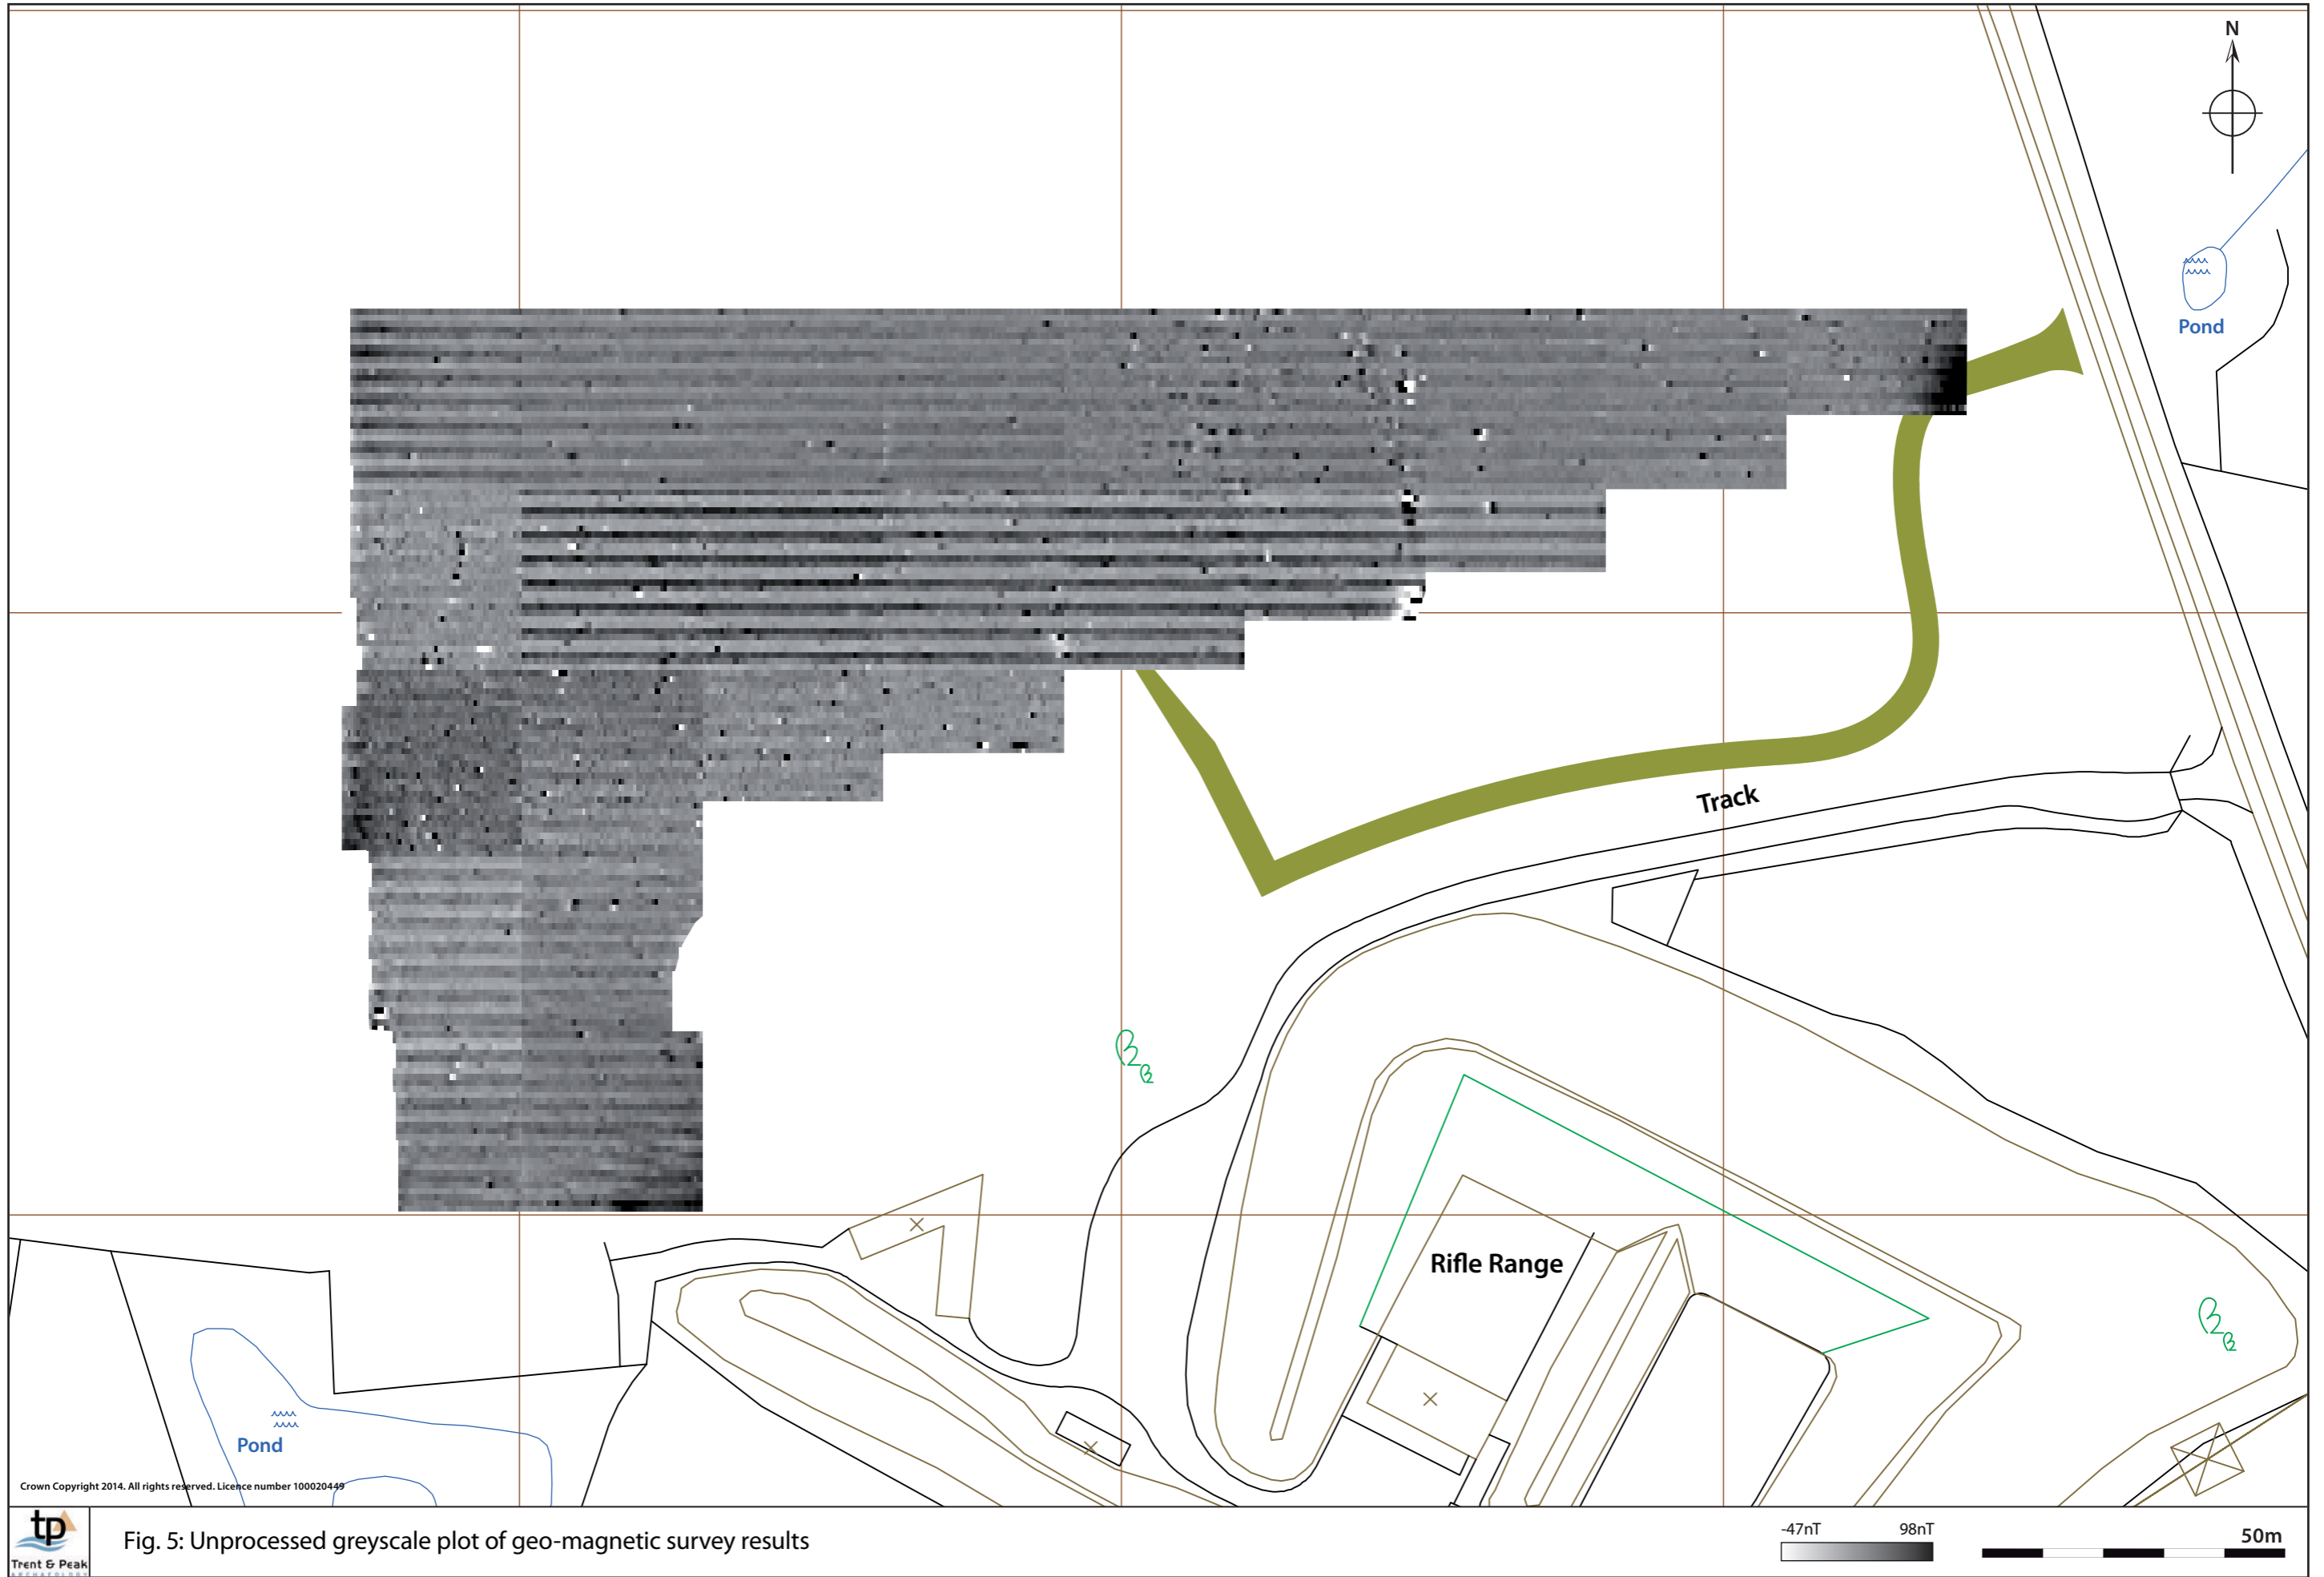 N
Pond
Track
Rifle Range
Pond
Crown Copyright 2014. All rights reserved. Licence number 100020449
tp
Trent & Peak
ARCHAEOLOGY
Fig. 5: Unprocessed greyscale plot of geo-magnetic survey results
-47nT 98nT
50m